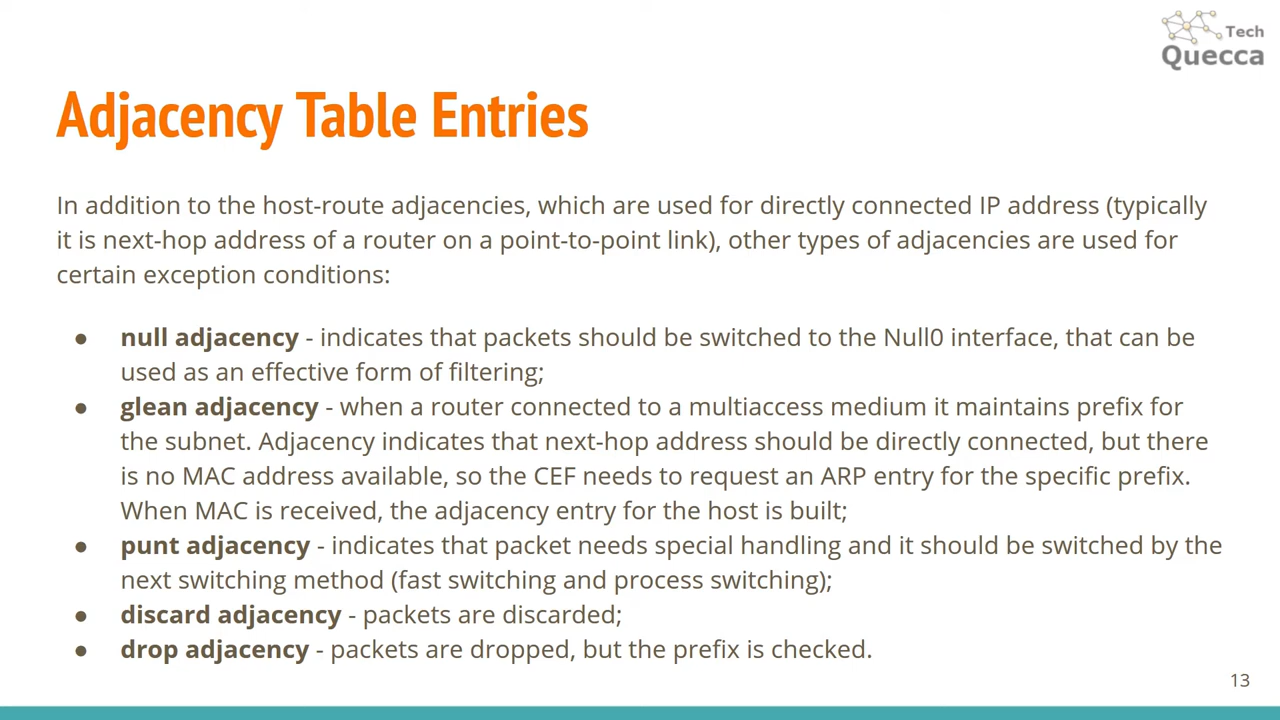 Tech
Quecca
Adjacency Table Entries
In addition to the host-route adjacencies, which are used for directly connected IP address (typically
it is next-hop address of a router on a point-to-point link), other types of adjacencies are used for
certain exception conditions:
● null adjacency - indicates that packets should be switched to the Null0 interface, that can be
used as an effective form of filtering;
● glean adjacency - when a router connected to a multiaccess medium it maintains prefix for
the subnet. Adjacency indicates that next-hop address should be directly connected, but there
is no MAC address available, so the CEF needs to request an ARP entry for the specific prefix.
When MAC is received, the adjacency entry for the host is built;
● punt adjacency - indicates that packet needs special handling and it should be switched by the
next switching method (fast switching and process switching);
● discard adjacency - packets are discarded;
● drop adjacency - packets are dropped, but the prefix is checked.
13